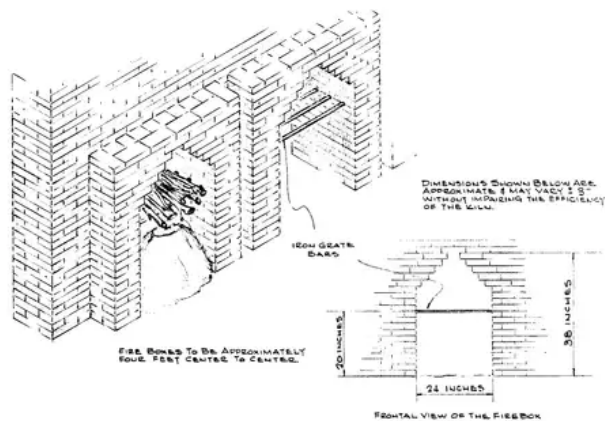 DIMENSIONS SHOWN BELOW ARE
APPROXIMATE & MAY VARY ± 3"
WITHOUT IMPAIRING THE EFFICIENCY
OF THE KILN.
IRON GRATE
BARS
20 INCHES
38 INCHES
24 INCHES
FIRE BOXES TO BE APPROXIMATELY
FOUR FEET CENTER TO CENTER
FRONTAL VIEW OF THE FIREBOX